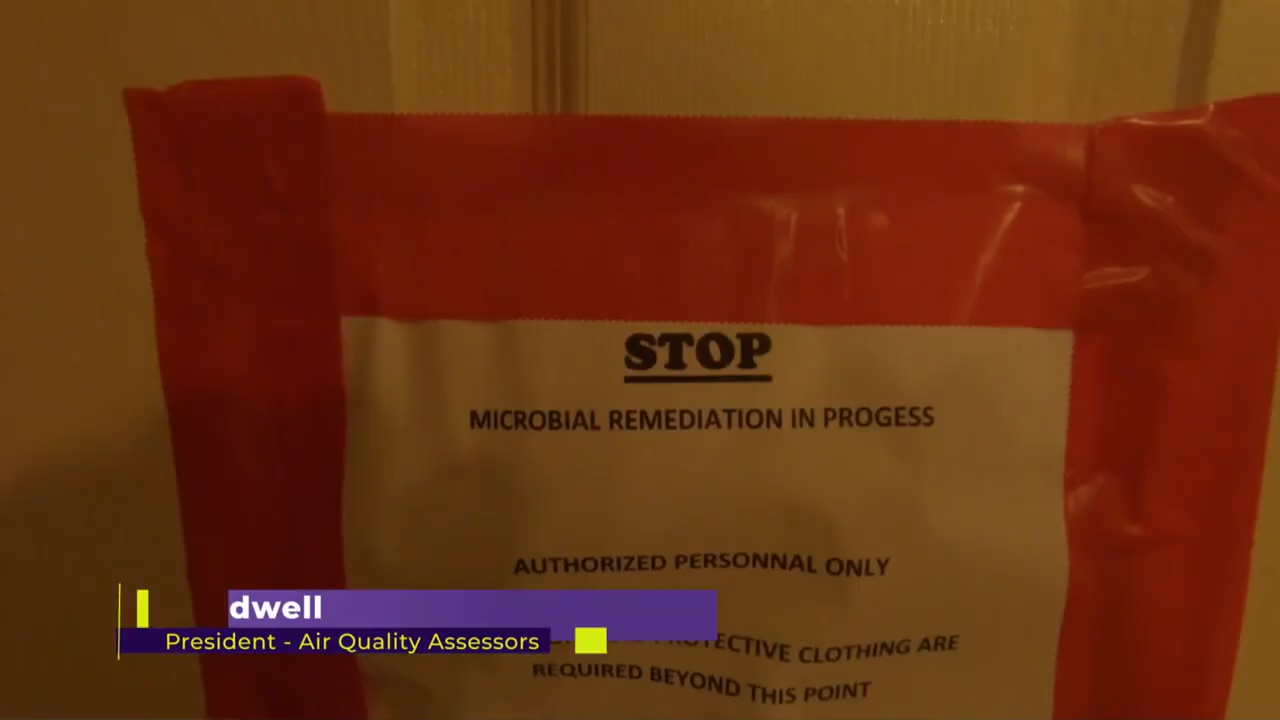 STOP
MICROBIAL REMEDIATION IN PROGESS
AUTHORIZED PERSONNAL ONLY
PROTECTIVE CLOTHING ARE
REQUIRED BEYOND THIS POINT
dwell
President - Air Quality Assessors